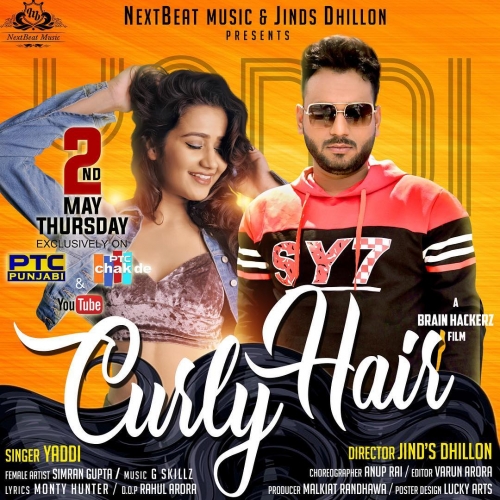 NextBeat Music
NextBeat Music & Jinds Dhillon
PRESENTS
YADDI
2ND
MAY
THURSDAY
EXCLUSIVELY ON
PTC
PUNJABI
&
PTC
chakde
YouTube
SY7
A
BRAIN HACKERZ
FILM
Curly Hair
SINGER YADDI
FEMALE ARTIST SIMRAN GUPTA / MUSIC G SKILLZ
LYRICS MONTY HUNTER / D.O.P RAHUL ARORA
DIRECTOR JIND'S DHILLON
CHOREOGRAPHER ANUP RAI / EDITOR VARUN ARORA
PRODUCER MALKIAT RANDHAWA / POSTER DESIGN LUCKY ARTS